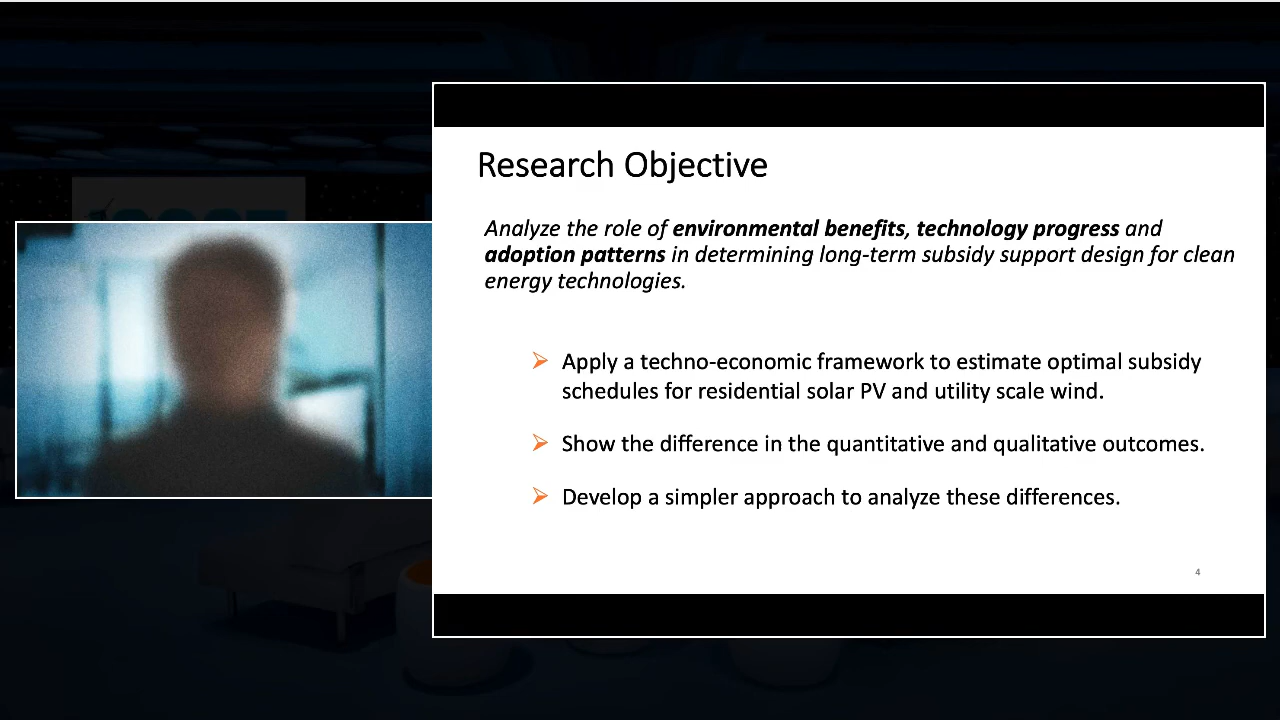 Research Objective
Analyze the role of environmental benefits, technology progress and
adoption patterns in determining long-term subsidy support design for clean
energy technologies.
Apply a techno-economic framework to estimate optimal subsidy
schedules for residential solar PV and utility scale wind.
Show the difference in the quantitative and qualitative outcomes.
Develop a simpler approach to analyze these differences.
4